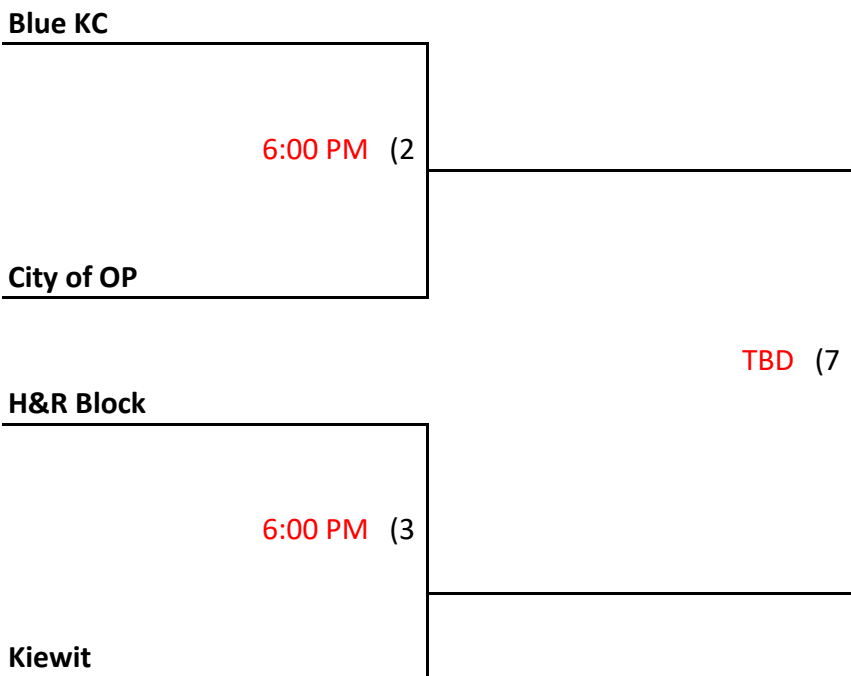 Blue KC
6:00 PM (2
City of OP
TBD (7
H&R Block
6:00 PM (3
Kiewit